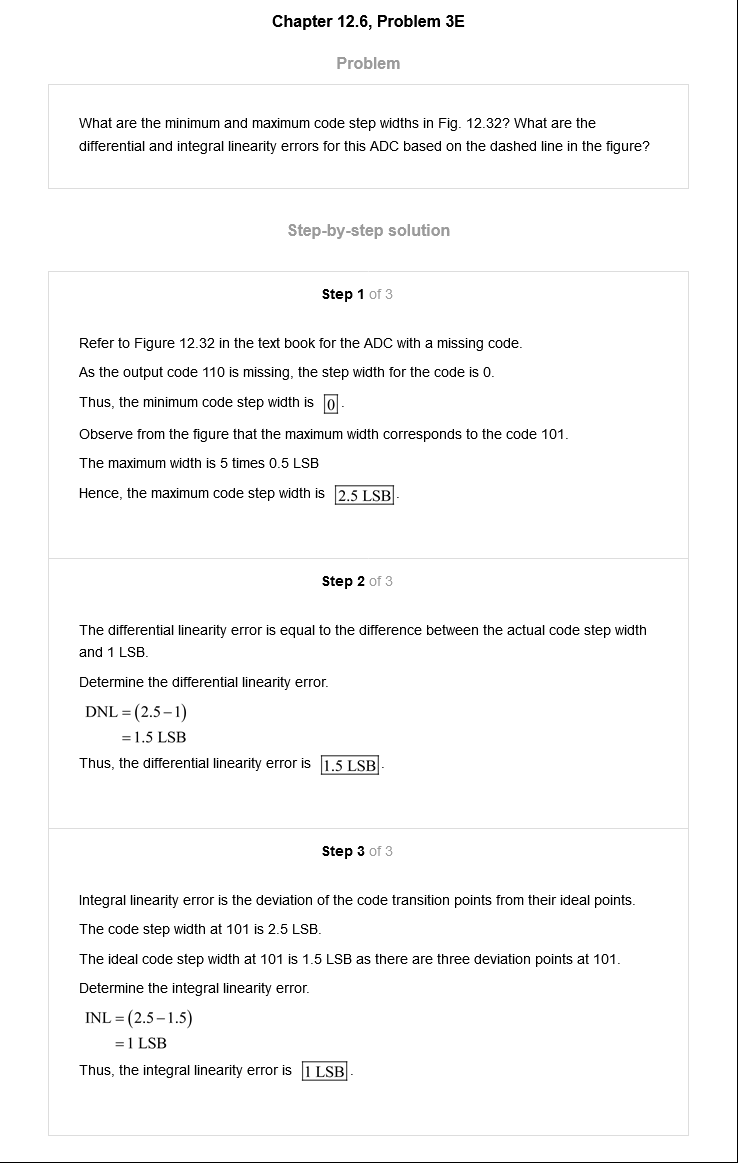 Chapter 12.6, Problem 3E
Problem
What are the minimum and maximum code step widths in Fig. 12.32? What are the
differential and integral linearity errors for this ADC based on the dashed line in the figure?
Step-by-step solution
Step 1 of 3
Refer to Figure 12.32 in the text book for the ADC with a missing code.
As the output code 110 is missing, the step width for the code is 0.
Thus, the minimum code step width is 0.
Observe from the figure that the maximum width corresponds to the code 101.
The maximum width is 5 times 0.5 LSB
Hence, the maximum code step width is 2.5 LSB.
Step 2 of 3
The differential linearity error is equal to the difference between the actual code step width
and 1 LSB.
Determine the differential linearity error.
DNL = (2.5−1)
= 1.5 LSB
Thus, the differential linearity error is 1.5 LSB.
Step 3 of 3
Integral linearity error is the deviation of the code transition points from their ideal points.
The code step width at 101 is 2.5 LSB.
The ideal code step width at 101 is 1.5 LSB as there are three deviation points at 101.
Determine the integral linearity error.
INL = (2.5−1.5)
= 1 LSB
Thus, the integral linearity error is 1 LSB.